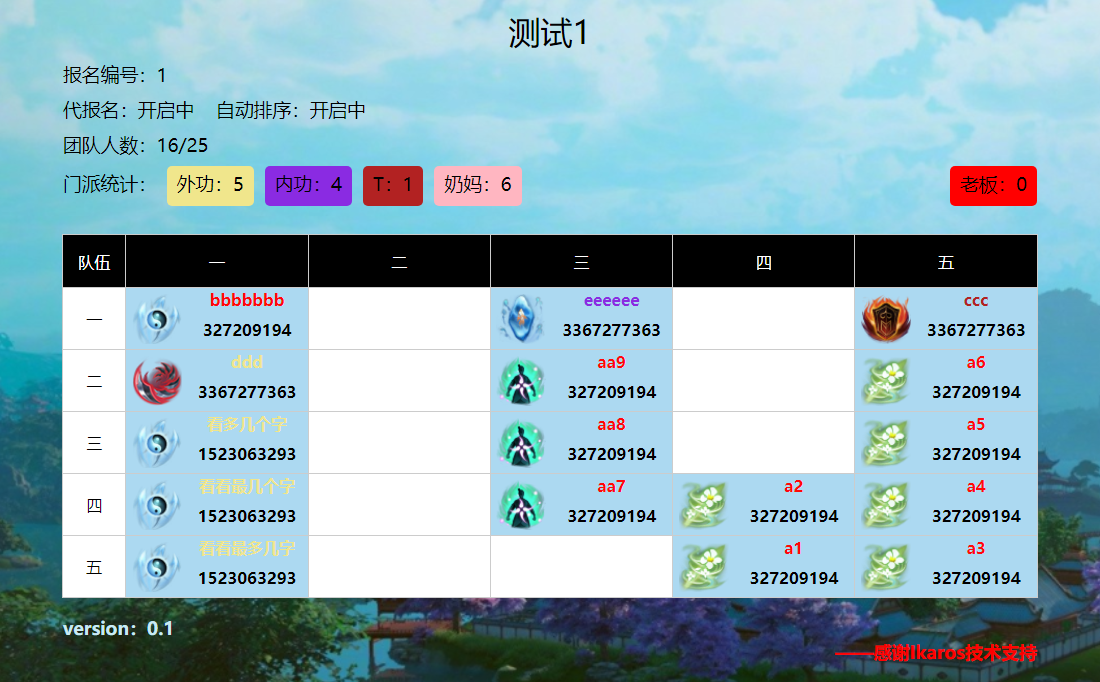 测试1
报名编号：1
代报名：开启中 自动排序：开启中
团队人数：16/25
门派统计： 外功：5 内功：4 T：1 奶妈：6 老板：0
队伍 一 二 三 四 五
一 bbbbbbb eeeeee ccc
327209194 3367277363 3367277363
二 ddd aa9 a6
3367277363 327209194 327209194
三 看多几个字 aa8 a5
1523063293 327209194 327209194
四 看看最几个字 aa7 a2 a4
1523063293 327209194 327209194 327209194
五 看看最多几字 a1 a3
1523063293 327209194 327209194
version：0.1
——感谢Ikaros技术支持